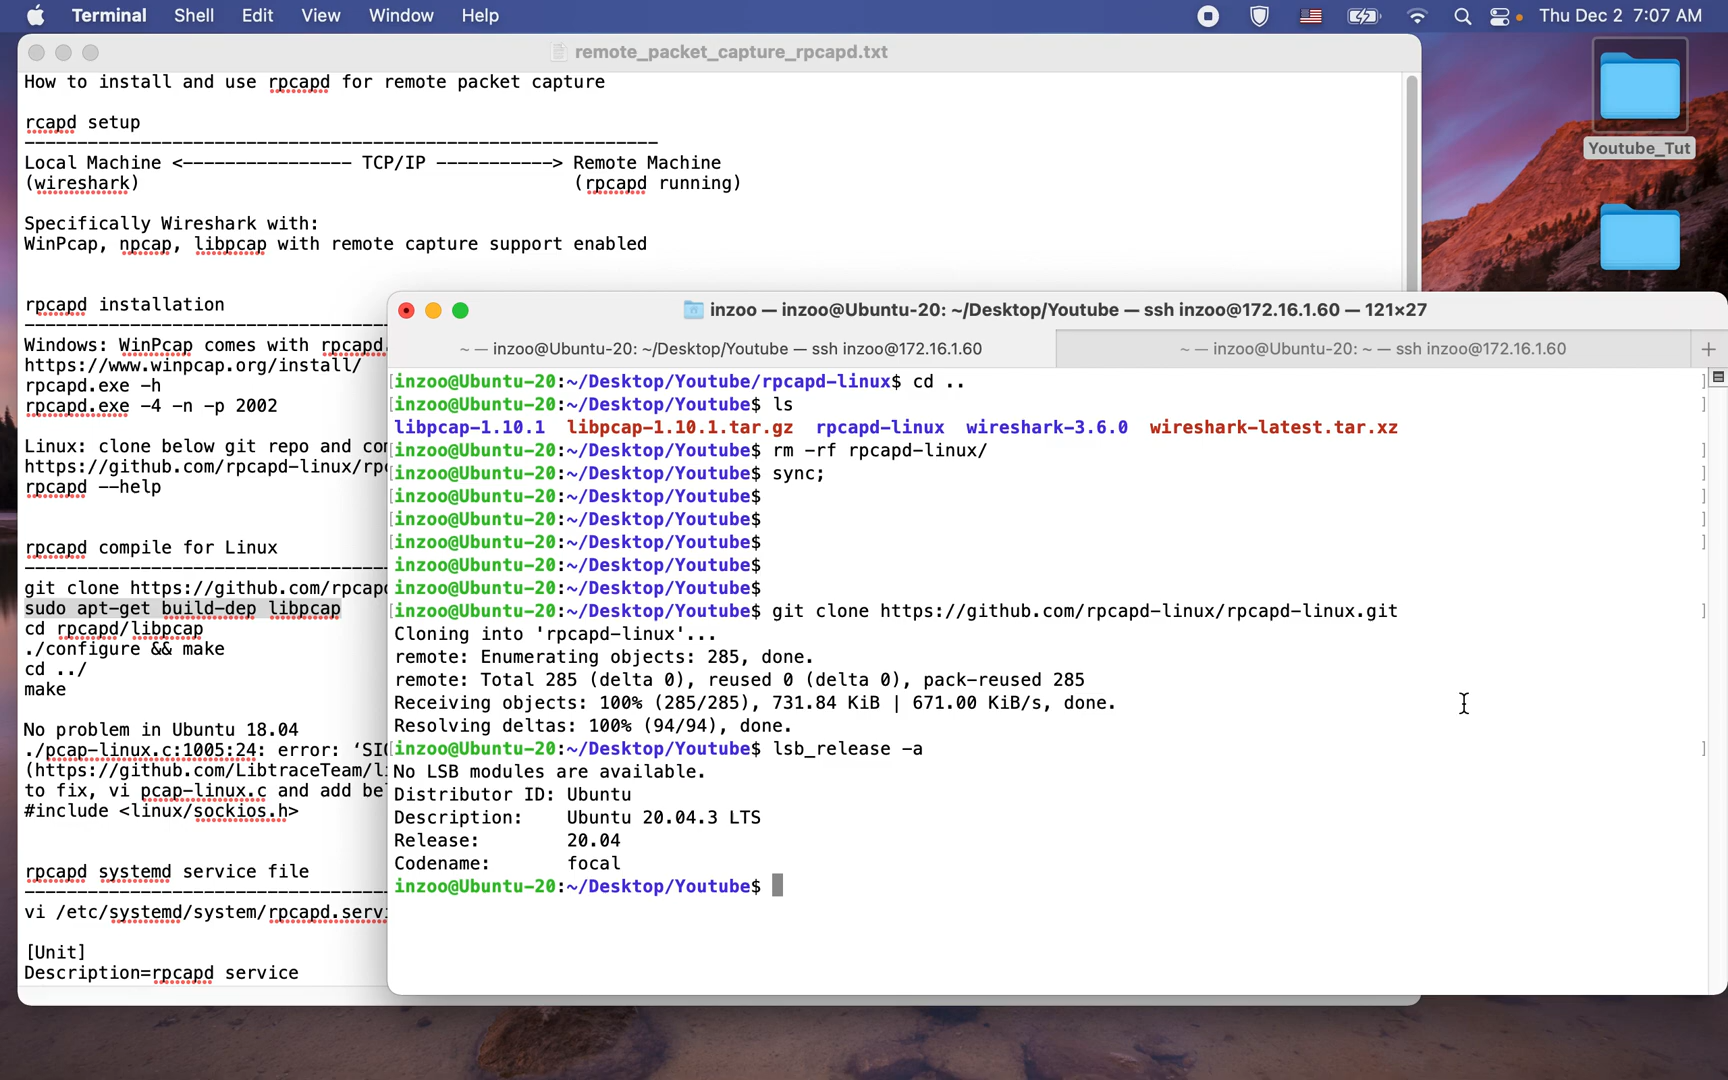 Terminal Shell Edit View Window Help Thu Dec 2 7:07 AM
remote_packet_capture_rpcapd.txt
How to install and use rpcapd for remote packet capture
rcapd setup
Local Machine <---------------- TCP/IP -----------> Remote Machine
(wireshark) (rpcapd running)
Specifically Wireshark with:
WinPcap, npcap, libpcap with remote capture support enabled
rpcapd installation
Windows: WinPcap comes with rpcapd.
https://www.winpcap.org/install/
rpcapd.exe -h
rpcapd.exe -4 -n -p 2002
Linux: clone below git repo and
https://github.com/rpcapd-linux/
rpcapd --help
rpcapd compile for Linux
git clone https://github.com/
sudo apt-get build-dep libpcap
cd rpcapd/libpcap
./configure && make
cd ../
make
No problem in Ubuntu 18.04
./pcap-linux.c:1005:24: error: ‘
(https://github.com/LibtraceTeam/
to fix, vi pcap-linux.c and add
#include <linux/sockios.h>
rpcapd systemd service file
vi /etc/systemd/system/
[Unit]
Description=rpcapd service
Youtube_Tut
inzoo — inzoo@Ubuntu-20: ~/Desktop/Youtube — ssh inzoo@172.16.1.60 — 121×27
~ — inzoo@Ubuntu-20: ~/Desktop/Youtube — ssh inzoo@172.16.1.60
~ — inzoo@Ubuntu-20: ~ — ssh inzoo@172.16.1.60
+
[inzoo@Ubuntu-20:~/Desktop/Youtube/rpcapd-linux$ cd .. ]
[inzoo@Ubuntu-20:~/Desktop/Youtube$ ls ]
libpcap-1.10.1 libpcap-1.10.1.tar.gz rpcapd-linux wireshark-3.6.0 wireshark-latest.tar.xz
[inzoo@Ubuntu-20:~/Desktop/Youtube$ rm -rf rpcapd-linux/ ]
[inzoo@Ubuntu-20:~/Desktop/Youtube$ sync; ]
[inzoo@Ubuntu-20:~/Desktop/Youtube$ ]
[inzoo@Ubuntu-20:~/Desktop/Youtube$ ]
[inzoo@Ubuntu-20:~/Desktop/Youtube$ ]
inzoo@Ubuntu-20:~/Desktop/Youtube$
inzoo@Ubuntu-20:~/Desktop/Youtube$
[inzoo@Ubuntu-20:~/Desktop/Youtube$ git clone https://github.com/rpcapd-linux/rpcapd-linux.git ]
Cloning into 'rpcapd-linux'...
remote: Enumerating objects: 285, done.
remote: Total 285 (delta 0), reused 0 (delta 0), pack-reused 285
Receiving objects: 100% (285/285), 731.84 KiB | 671.00 KiB/s, done.
Resolving deltas: 100% (94/94), done.
[inzoo@Ubuntu-20:~/Desktop/Youtube$ lsb_release -a ]
No LSB modules are available.
Distributor ID: Ubuntu
Description: Ubuntu 20.04.3 LTS
Release: 20.04
Codename: focal
inzoo@Ubuntu-20:~/Desktop/Youtube$